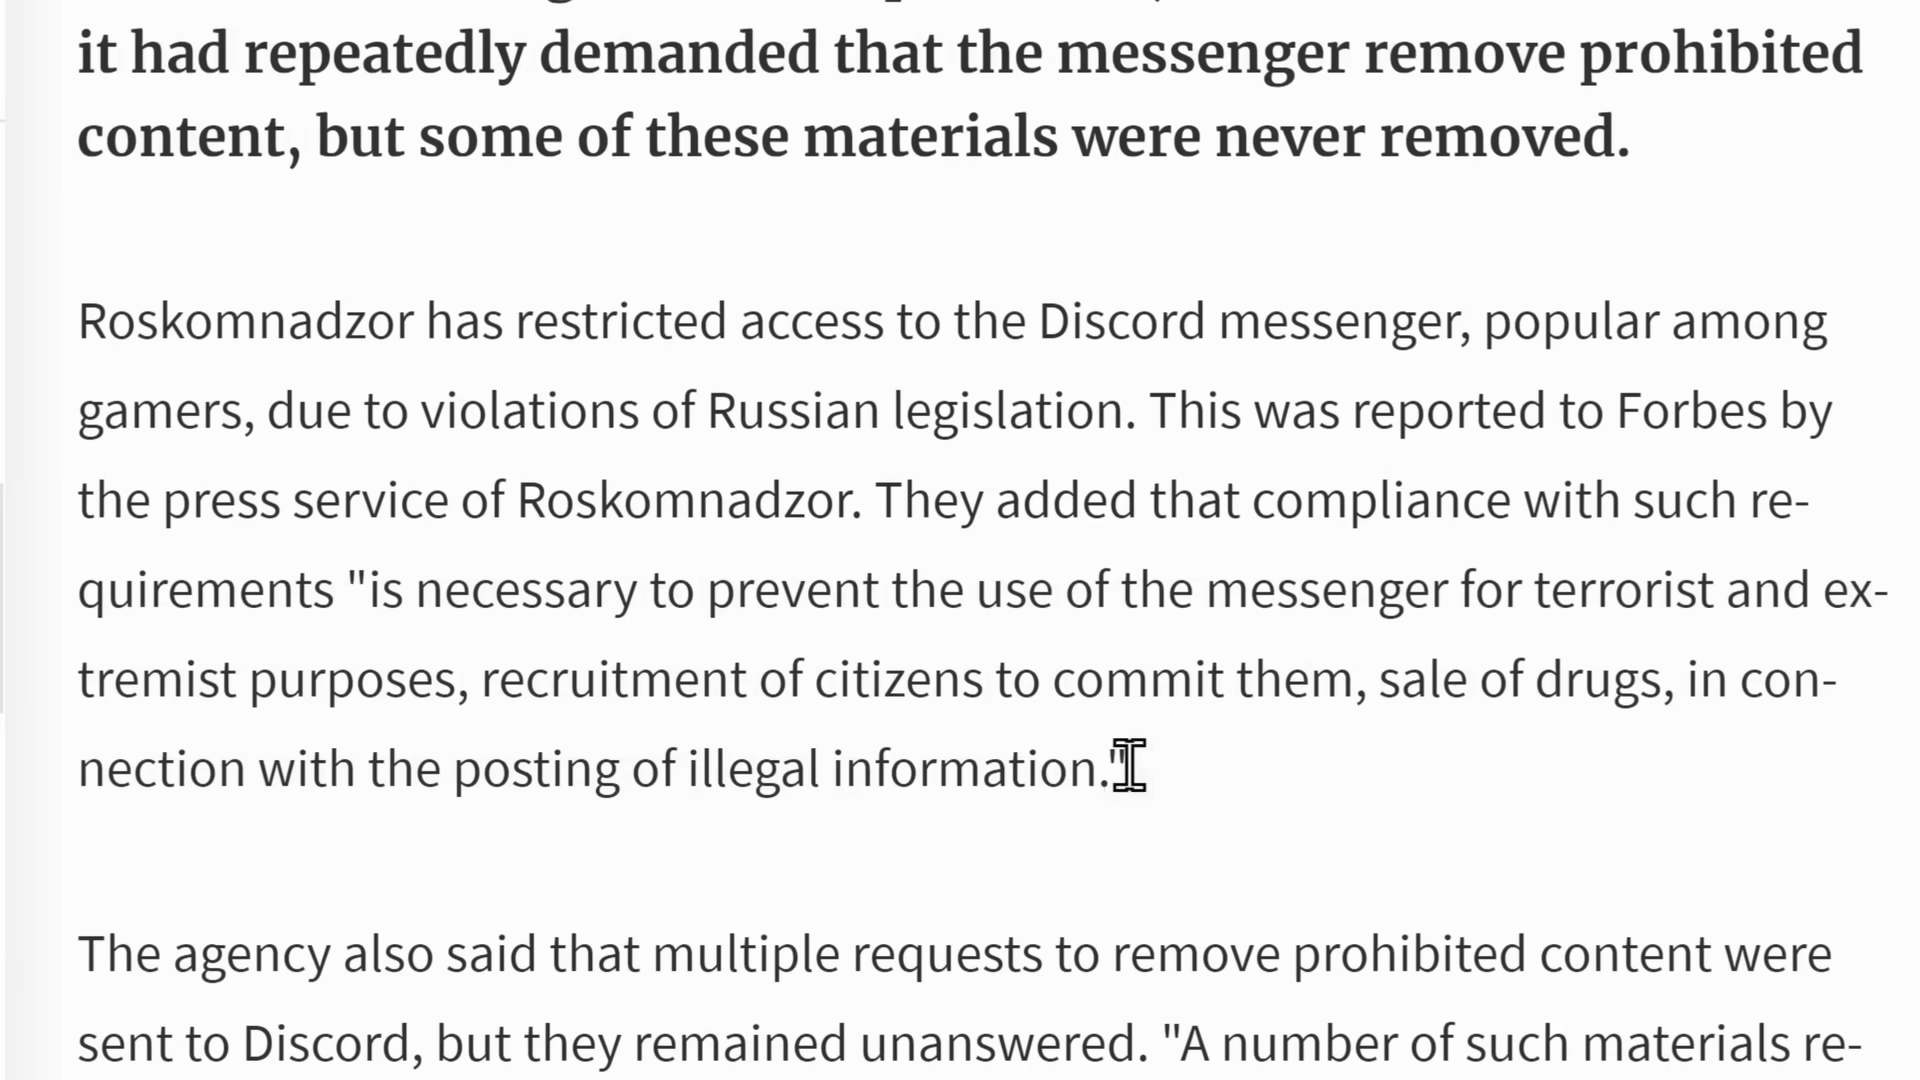 it had repeatedly demanded that the messenger remove prohibited
content, but some of these materials were never removed.
Roskomnadzor has restricted access to the Discord messenger, popular among
gamers, due to violations of Russian legislation. This was reported to Forbes by
the press service of Roskomnadzor. They added that compliance with such re-
quirements "is necessary to prevent the use of the messenger for terrorist and ex-
tremist purposes, recruitment of citizens to commit them, sale of drugs, in con-
nection with the posting of illegal information."
The agency also said that multiple requests to remove prohibited content were
sent to Discord, but they remained unanswered. "A number of such materials re-